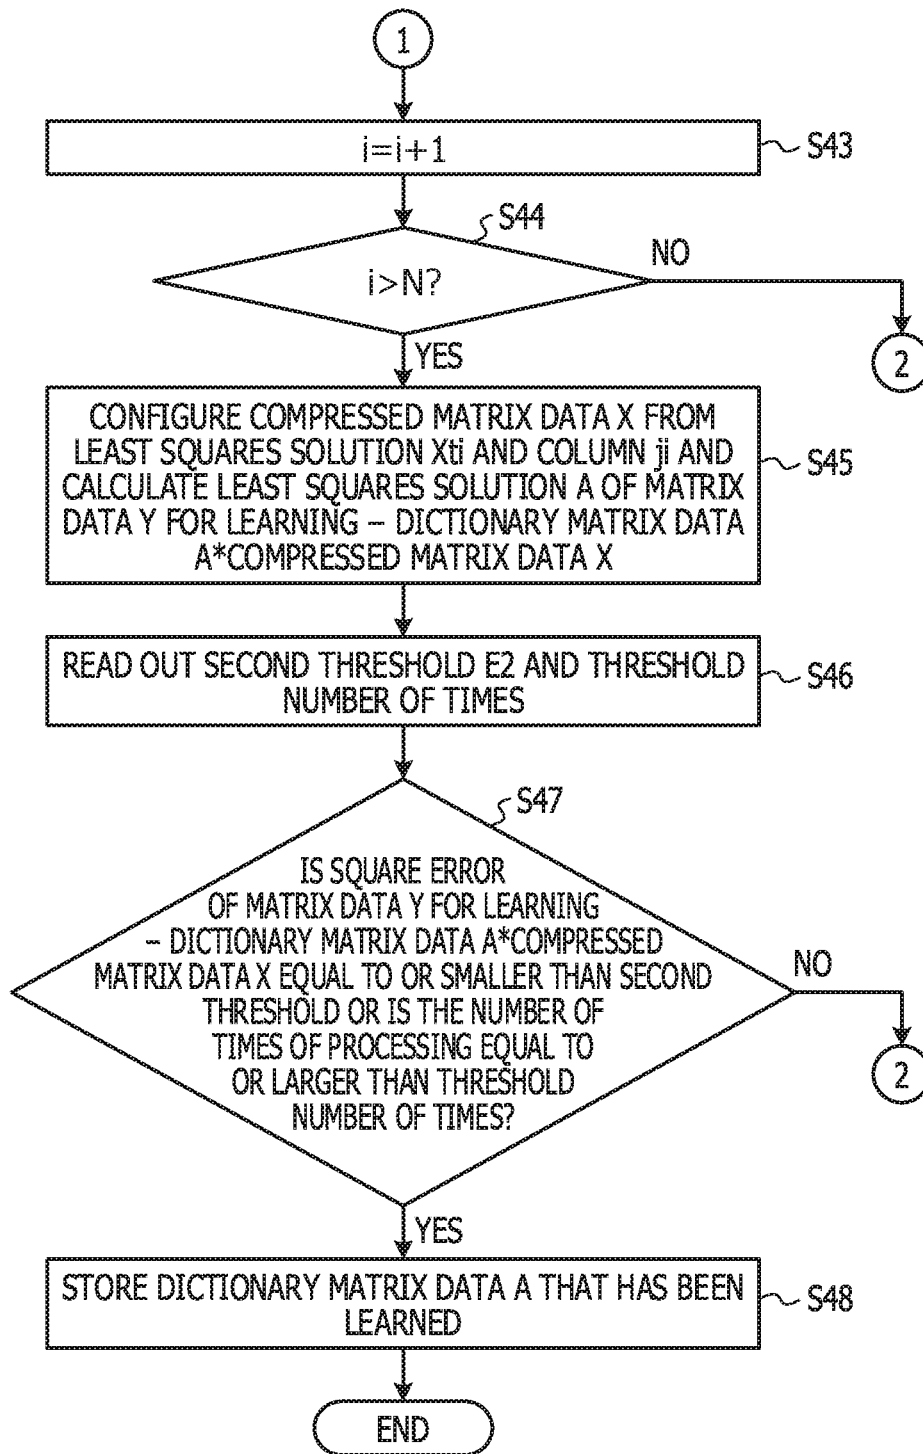 1
i=i+1
S43
S44
i>N?
NO
2
YES
CONFIGURE COMPRESSED MATRIX DATA X FROM
LEAST SQUARES SOLUTION Xti AND COLUMN ji AND
CALCULATE LEAST SQUARES SOLUTION A OF MATRIX
DATA Y FOR LEARNING – DICTIONARY MATRIX DATA
A*COMPRESSED MATRIX DATA X
S45
READ OUT SECOND THRESHOLD E2 AND THRESHOLD
NUMBER OF TIMES
S46
S47
IS SQUARE ERROR
OF MATRIX DATA Y FOR LEARNING
– DICTIONARY MATRIX DATA A*COMPRESSED
MATRIX DATA X EQUAL TO OR SMALLER THAN SECOND
THRESHOLD OR IS THE NUMBER OF
TIMES OF PROCESSING EQUAL TO
OR LARGER THAN THRESHOLD
NUMBER OF TIMES?
NO
2
YES
STORE DICTIONARY MATRIX DATA A THAT HAS BEEN
LEARNED
S48
END